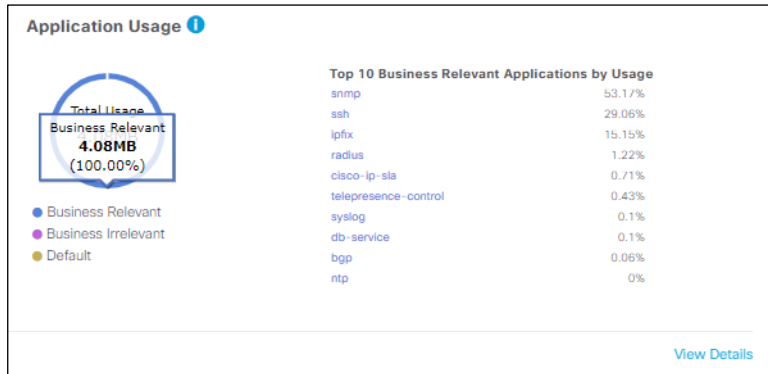 Application Usage
Total Usage
Business Relevant
4.08MB
(100.00%)
Business Relevant
Business Irrelevant
Default
Top 10 Business Relevant Applications by Usage
snmp 53.17%
ssh 29.06%
ipfix 15.15%
radius 1.22%
cisco-ip-sla 0.71%
telepresence-control 0.43%
syslog 0.1%
db-service 0.1%
bgp 0.06%
ntp 0%
View Details